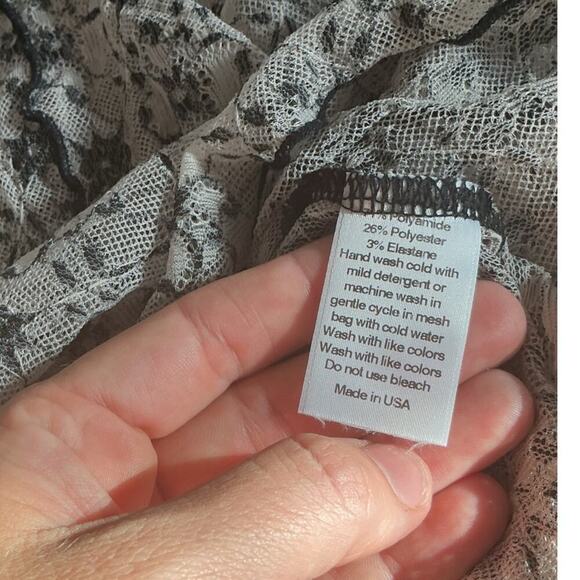 % Polyamide
26% Polyester
3% Elastane
Hand wash cold with
mild detergent or
machine wash in
gentle cycle in mesh
bag with cold water
Wash with like colors
Wash with like colors
Do not use bleach
Made in USA